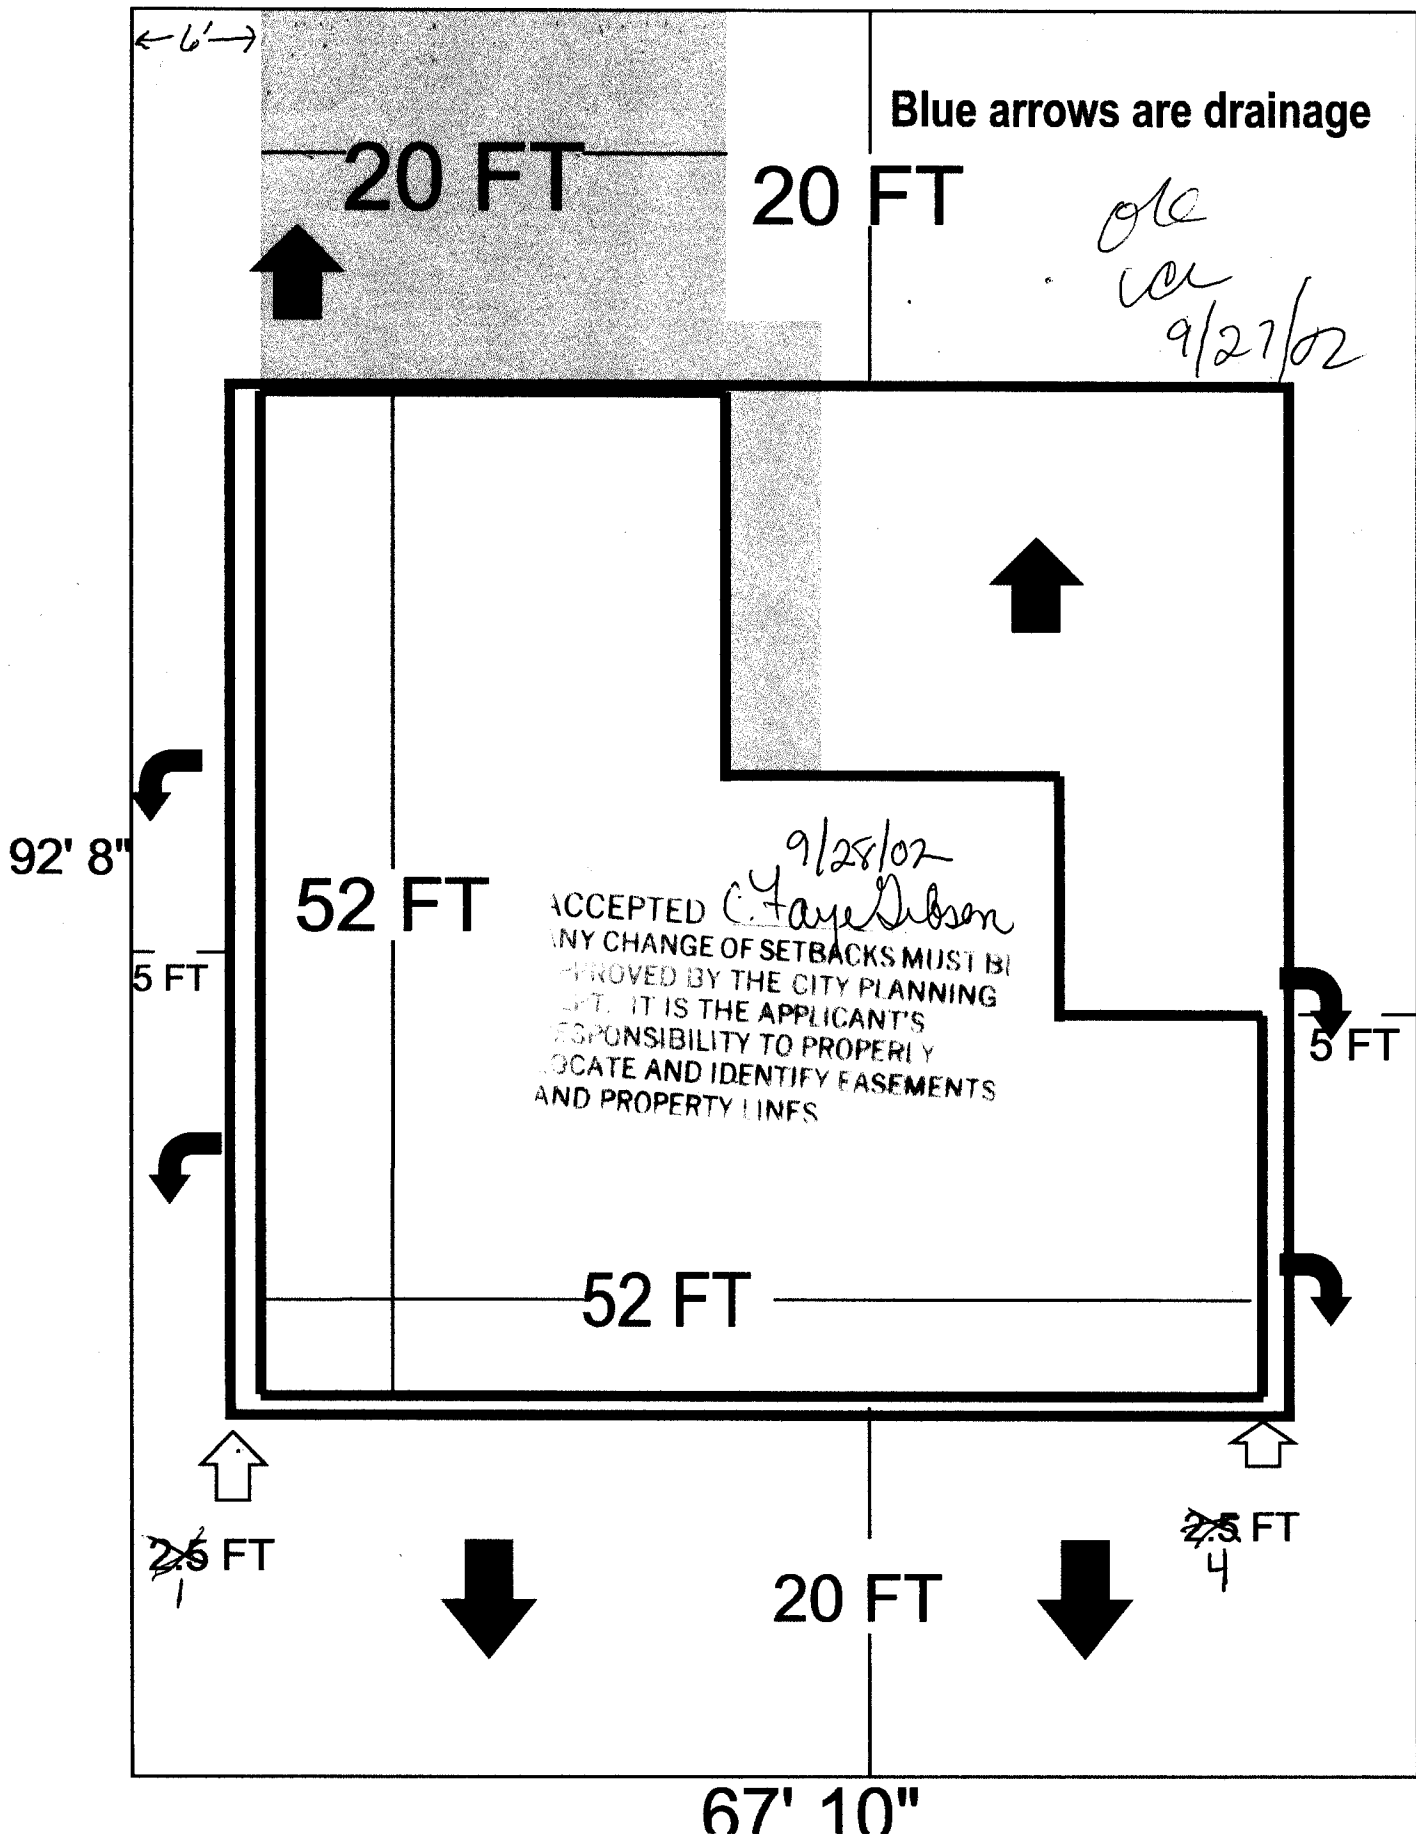 6'
Blue arrows are drainage
20 FT
20 FT
ok
9/27/02
92' 8"
52 FT
9/28/02
ACCEPTED C. Faye Gibson
ANY CHANGE OF SETBACKS MUST BE
APPROVED BY THE CITY PLANNING
DEPT. IT IS THE APPLICANT'S
RESPONSIBILITY TO PROPERLY
LOCATE AND IDENTIFY EASEMENTS
AND PROPERTY LINES
5 FT
5 FT
52 FT
2.5 FT
1
2.5 FT
4
20 FT
67' 10"